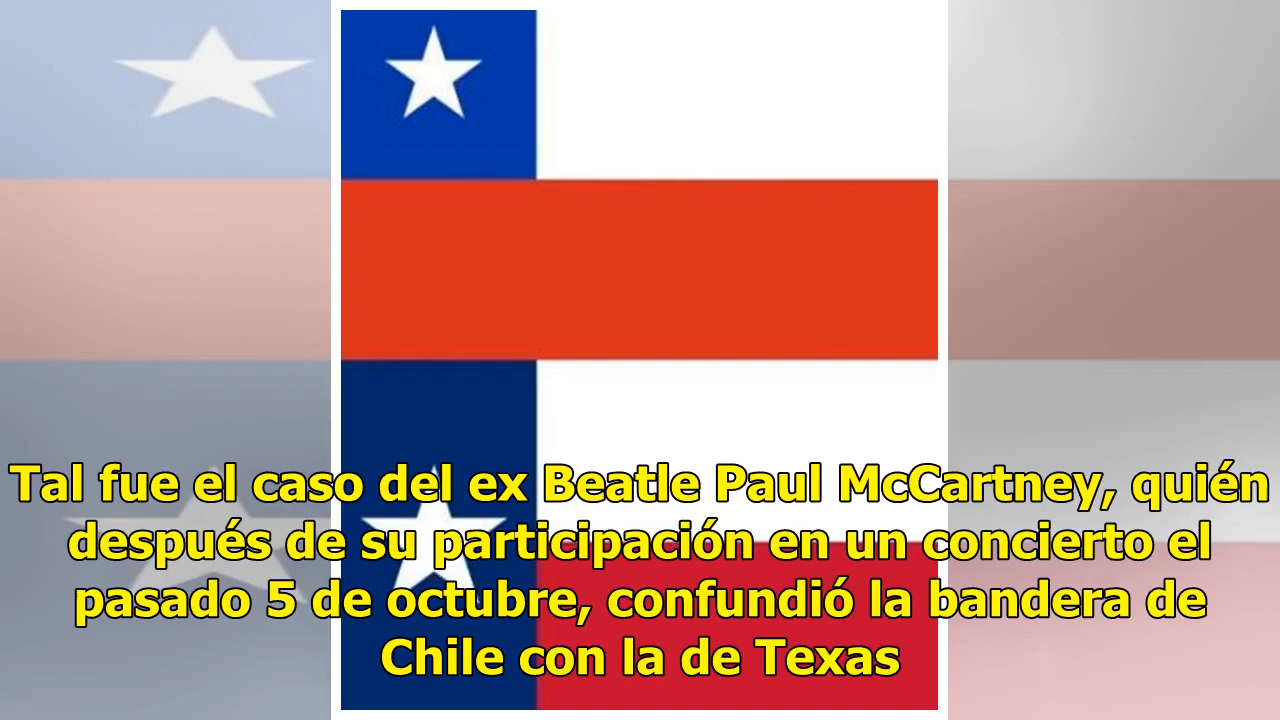 Tal fue el caso del ex Beatle Paul McCartney, quién
después de su participación en un concierto el
pasado 5 de octubre, confundió la bandera de
Chile con la de Texas